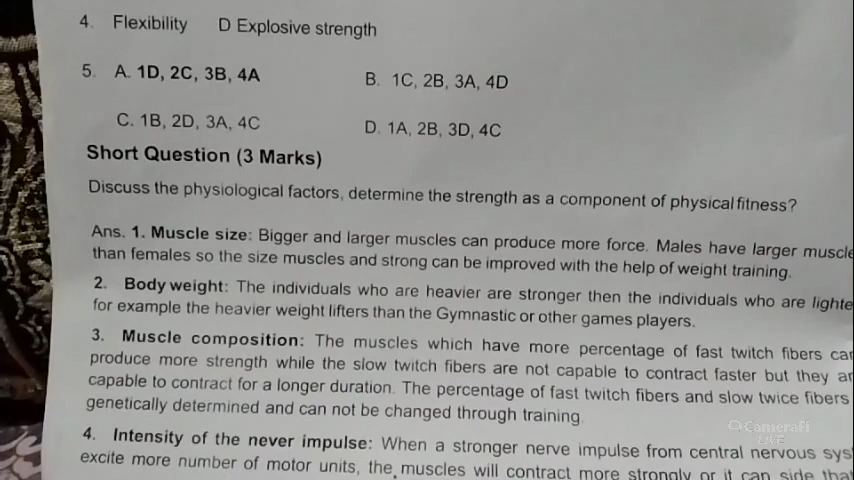 4. Flexibility D Explosive strength
5. A. 1D, 2C, 3B, 4A B. 1C, 2B, 3A, 4D
C. 1B, 2D, 3A, 4C D. 1A, 2B, 3D, 4C
Short Question (3 Marks)
Discuss the physiological factors, determine the strength as a component of physical fitness?
Ans. 1. Muscle size: Bigger and larger muscles can produce more force. Males have larger muscle
than females so the size muscles and strong can be improved with the help of weight training.
2. Body weight: The individuals who are heavier are stronger then the individuals who are lighte
for example the heavier weight lifters than the Gymnastic or other games players.
3. Muscle composition: The muscles which have more percentage of fast twitch fibers can
produce more strength while the slow twitch fibers are not capable to contract faster but they ar
capable to contract for a longer duration. The percentage of fast twitch fibers and slow twice fibers
genetically determined and can not be changed through training.
4. Intensity of the never impulse: When a stronger nerve impulse from central nervous sys
excite more number of motor units, the muscles will contract more strongly or it can side that
CameraFi
LIVE